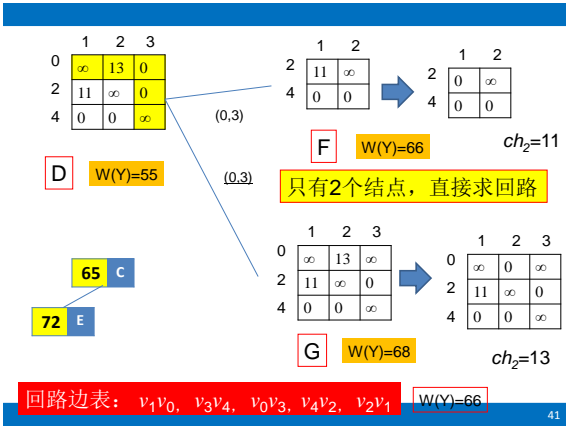 1 2 3
0 ∞ 13 0
2 11 ∞ 0
4 0 0 ∞
D W(Y)=55
(0,3)
(0,3)
1 2
2 11 ∞
4 0 0
1 2
2 0 ∞
4 0 0
F W(Y)=66
ch₂=11
只有2个结点，直接求回路
65 C
72 E
1 2 3
0 ∞ 13 ∞
2 11 ∞ 0
4 0 0 ∞
1 2 3
0 ∞ 0 ∞
2 11 ∞ 0
4 0 0 ∞
G W(Y)=68
ch₂=13
回路边表： v₁v₀, v₃v₄, v₀v₃, v₄v₂, v₂v₁ W(Y)=66
41